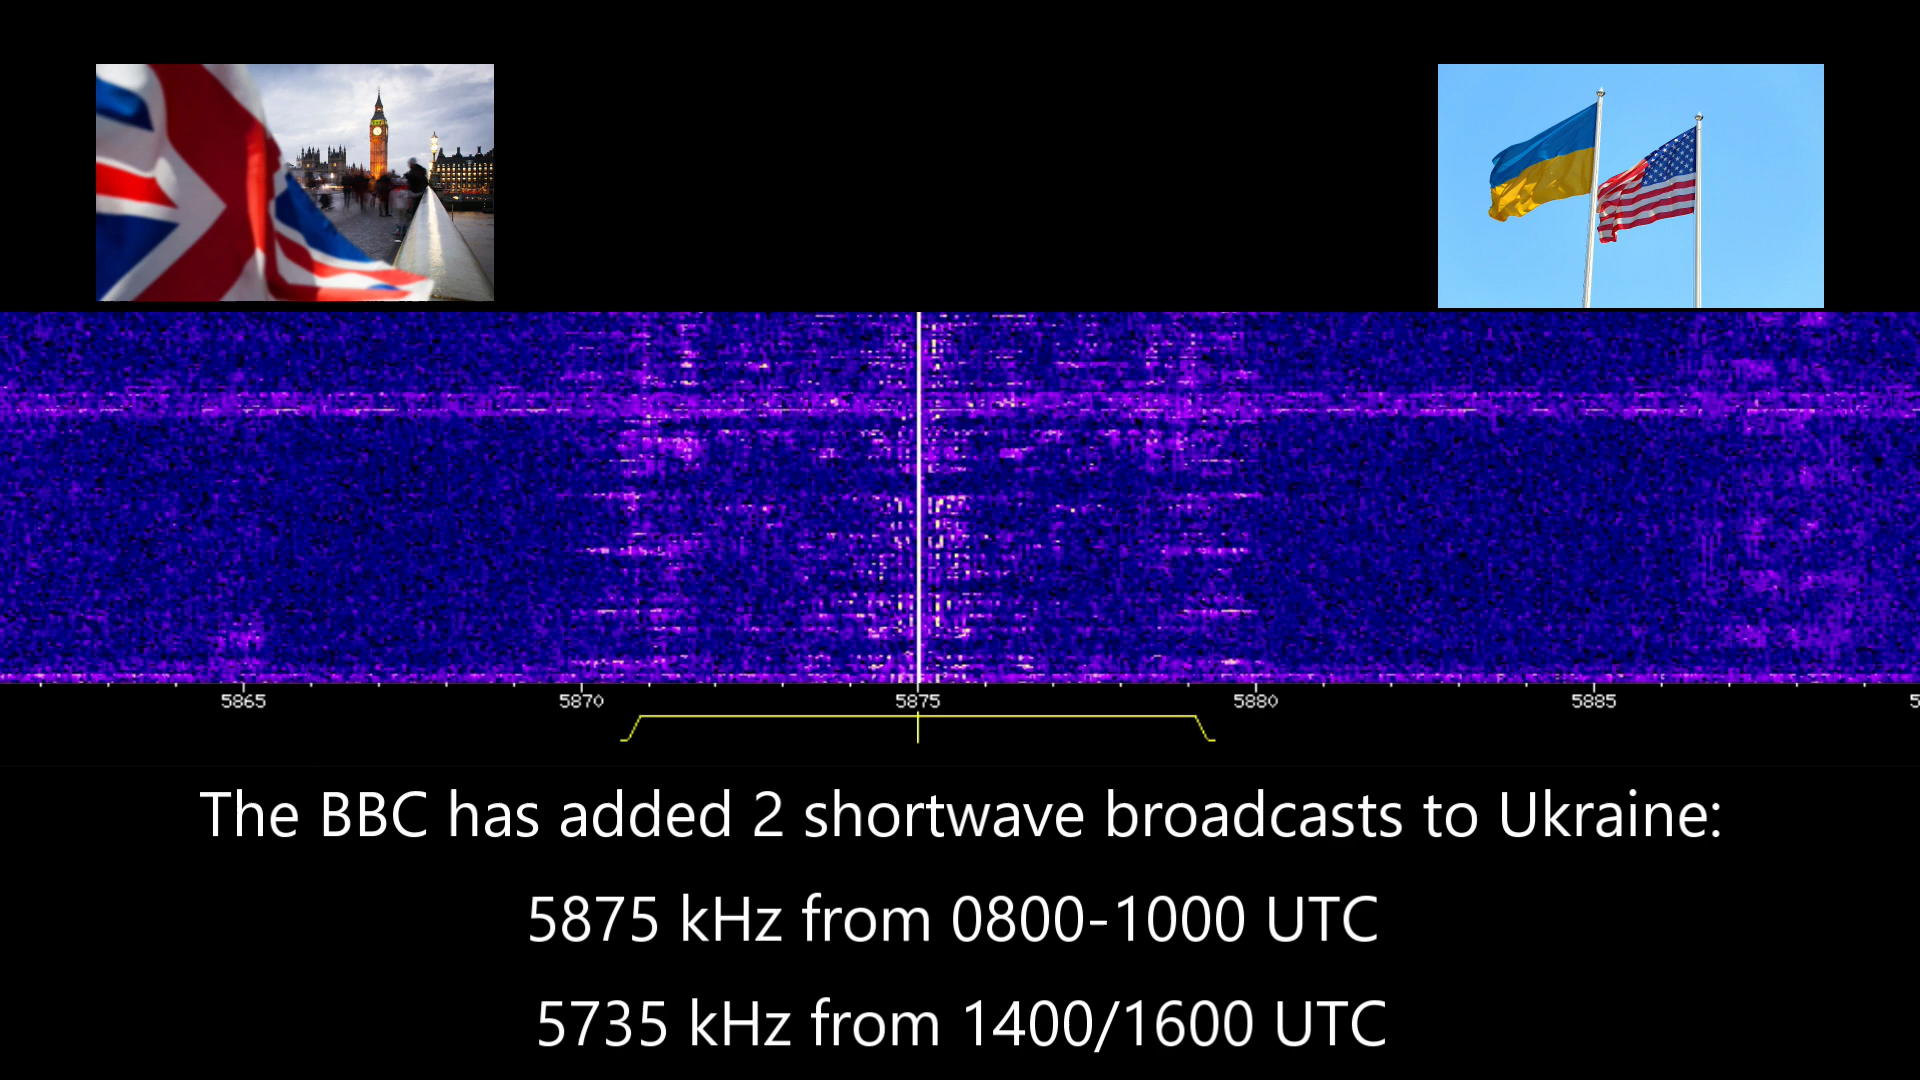 5865 5870 5875 5880 5885
The BBC has added 2 shortwave broadcasts to Ukraine:
5875 kHz from 0800-1000 UTC
5735 kHz from 1400/1600 UTC